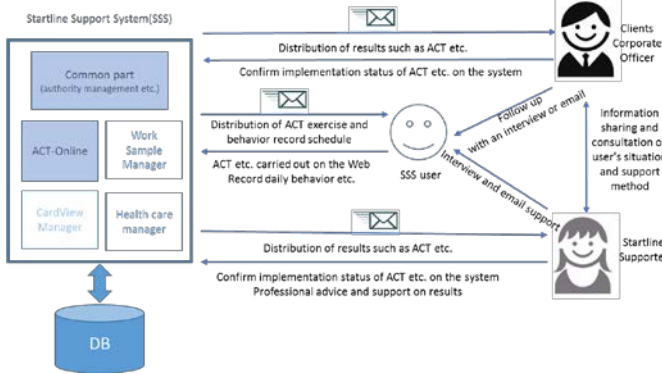 Startline Support System(SSS)
Common part
(authority management etc.)
ACT-Online
Work
Sample
Manager
CardView
Manager
Health care
manager
DB
Distribution of results such as ACT etc.
Confirm implementation status of ACT etc. on the system
Distribution of ACT exercise and
behavior record schedule
ACT etc. carried out on the Web
Record daily behavior etc.
SSS user
Follow up
with an interview or email
Interview and email support
Distribution of results such as ACT etc.
Confirm implementation status of ACT etc. on the system
Professional advice and support on results
Clients
Corporate
Officer
Information
sharing and
consultation o
user's situation
and support
method
Startline
Supporte